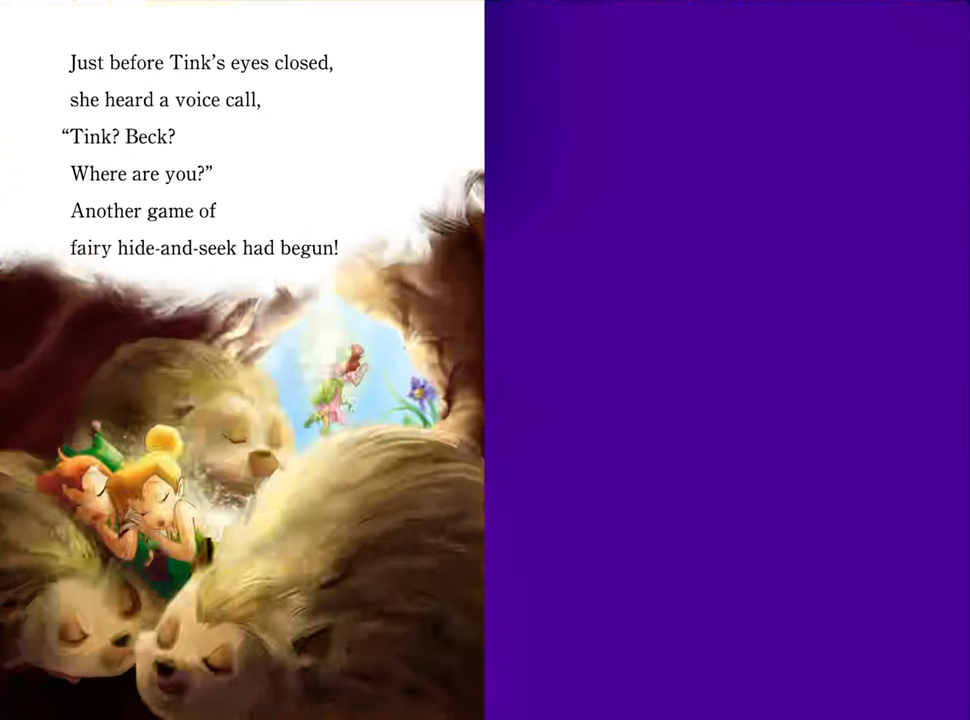 Just before Tink’s eyes closed,
she heard a voice call,
“Tink? Beck?
Where are you?”
Another game of
fairy hide-and-seek had begun!